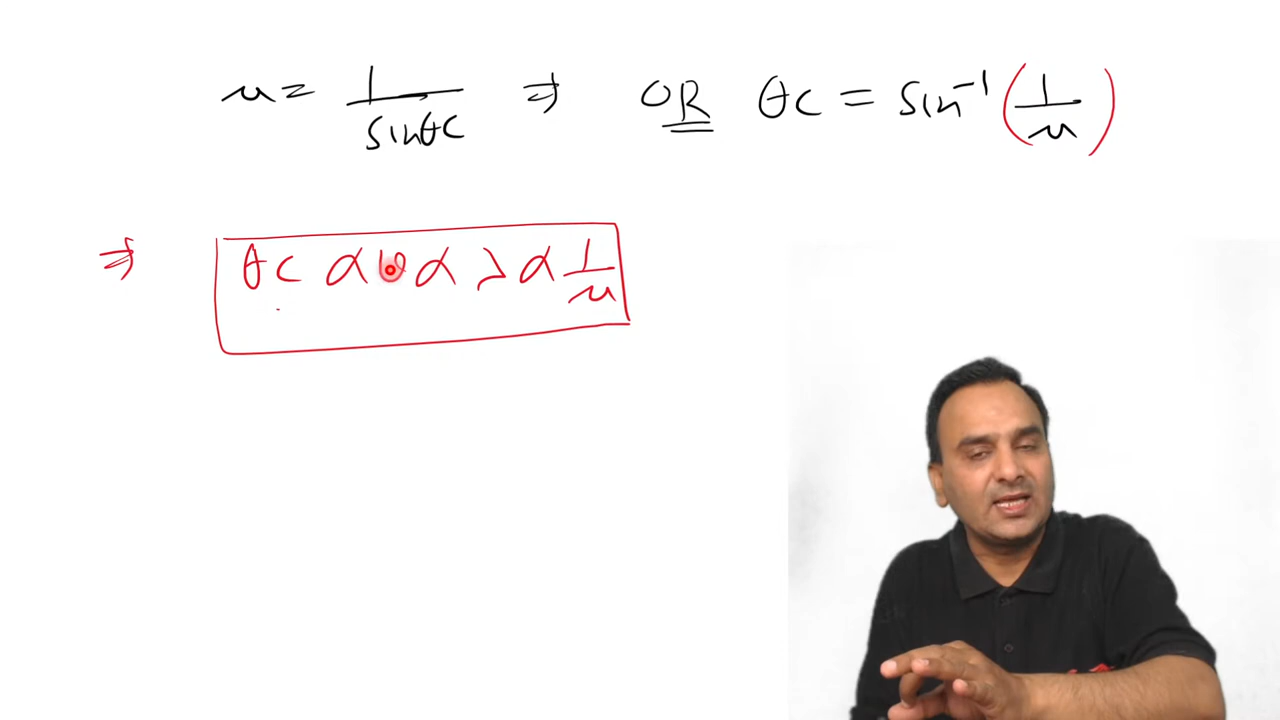 μ = 1/sinθC ⇒ OR θC = sin⁻¹(1/μ)
⇒ θC α v α λ α 1/μ